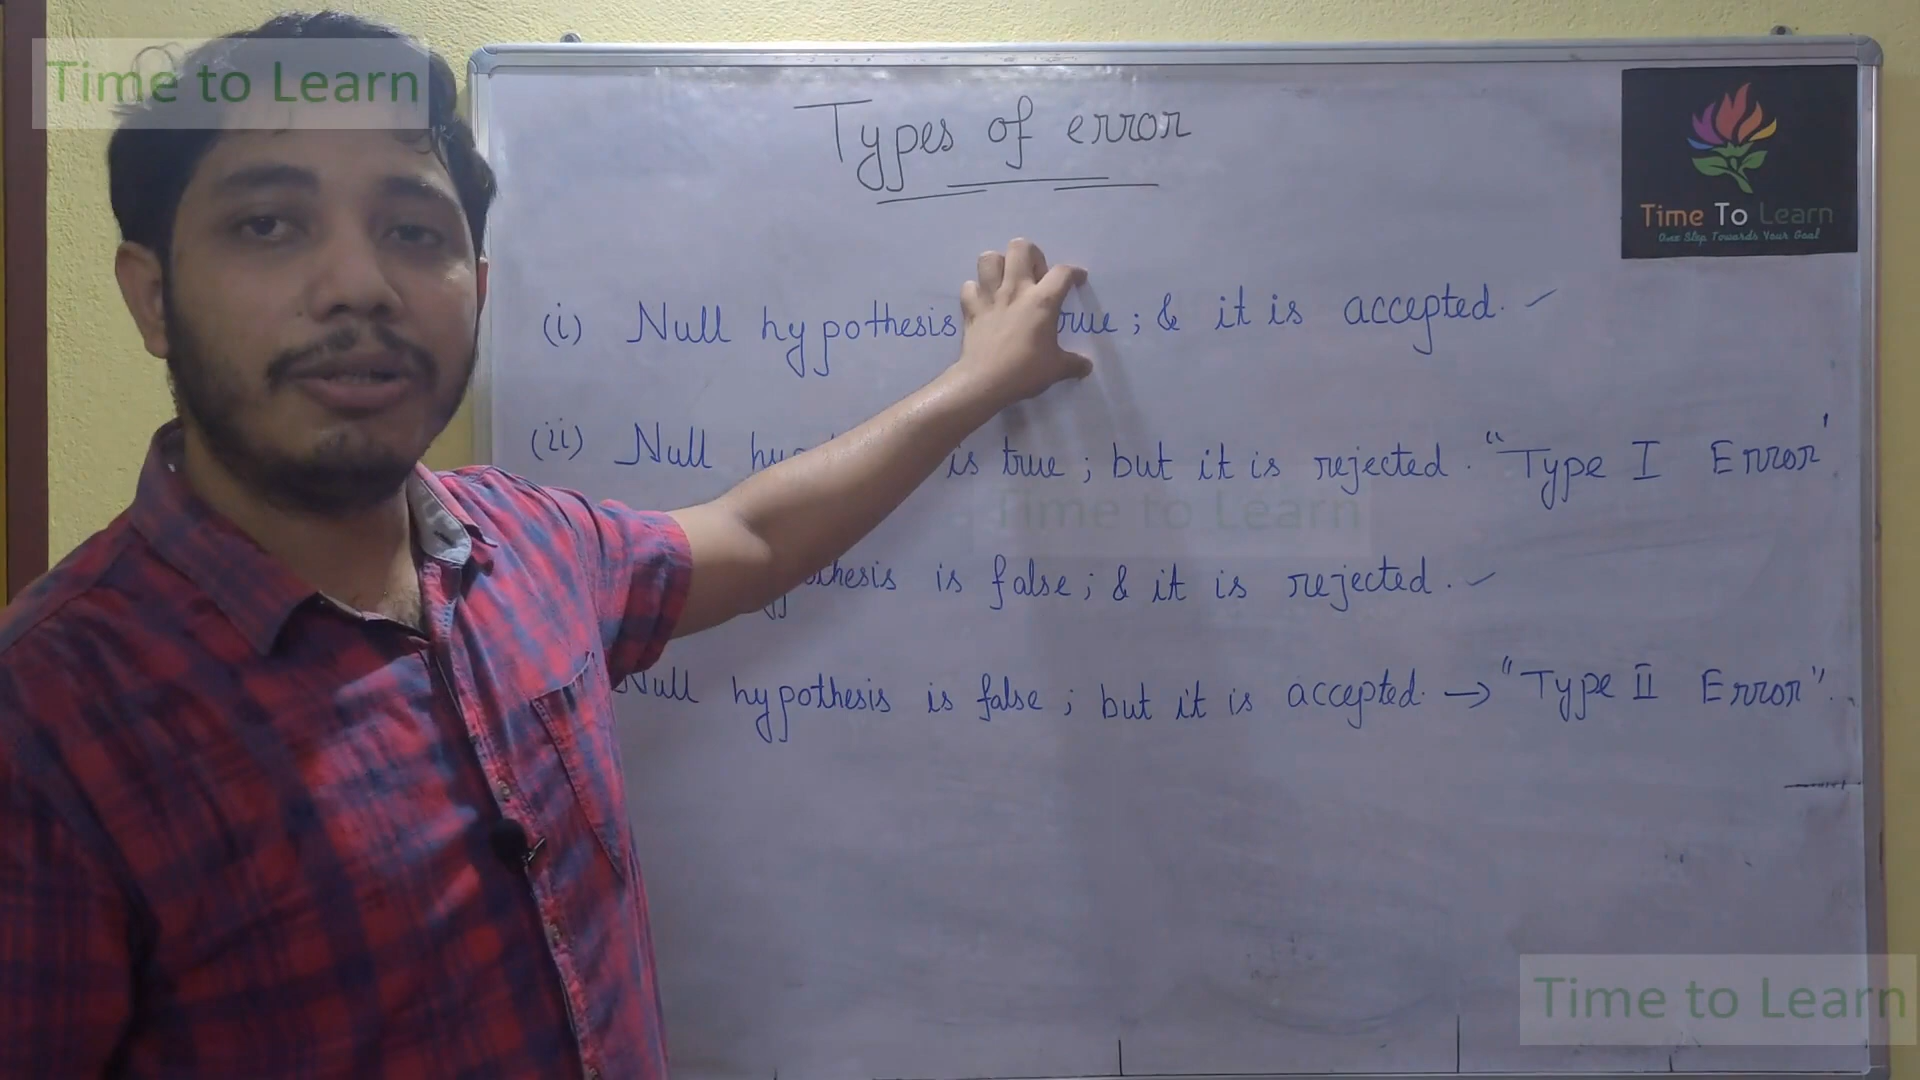 Time to Learn
Types of error
Time To Learn
One Step Towards Your Goal
(i) Null hypothesis true; & it is accepted.
(ii) Null is true; but it is rejected. "Type I Error'
Time to Learn
is false; & it is rejected.
Null hypothesis is false; but it is accepted. → "Type II Error".
Time to Learn